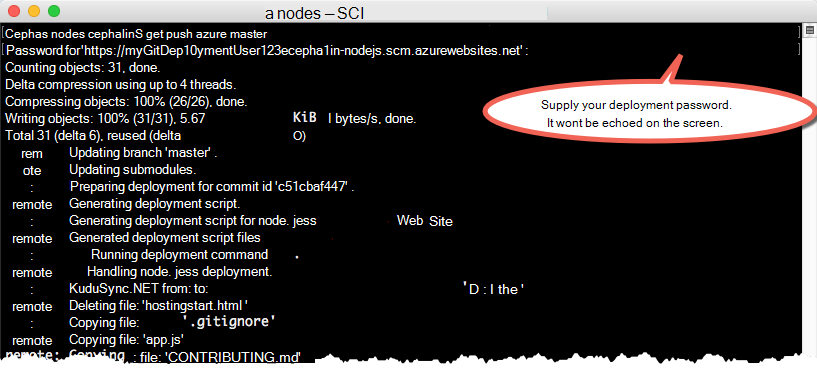 a nodes – SCI
Cephas nodes cephalinS get push azure master
Password for 'https://myGitDep10ymentUser123ecepha1in-nodejs.scm.azurewebsites.net' :
Counting objects: 31, done.
Delta compression using up to 4 threads.
Compressing objects: 100% (26/26), done.
Writing objects: 100% (31/31), 5.67 KiB l bytes/s, done.
Total 31 (delta 6), reused (delta O)
Supply your deployment password.
It wont be echoed on the screen.
rem Updating branch 'master' .
ote Updating submodules.
: Preparing deployment for commit id 'c51cbaf447' .
remote Generating deployment script.
: Generating deployment script for node. jess Web Site
remote Generated deployment script files
: Running deployment command .
remote Handling node. jess deployment.
: KuduSync.NET from: to: 'D : I the '
remote Deleting file: 'hostingstart.html '
: Copying file: '.gitignore'
remote Copying file: 'app.js'
remote: Copying : file: 'CONTRIBUTING.md'